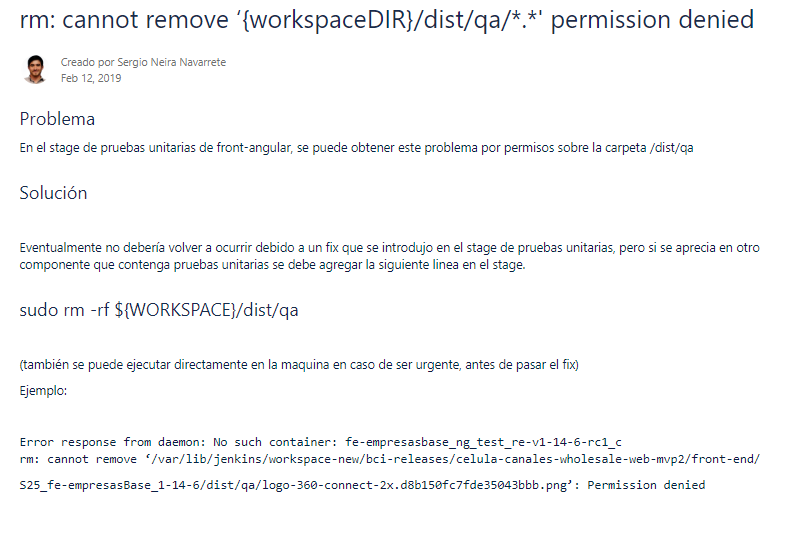 rm: cannot remove ‘{workspaceDIR}/dist/qa/*.*' permission denied
Creado por Sergio Neira Navarrete
Feb 12, 2019
Problema
En el stage de pruebas unitarias de front-angular, se puede obtener este problema por permisos sobre la carpeta /dist/qa
Solución
Eventualmente no debería volver a ocurrir debido a un fix que se introdujo en el stage de pruebas unitarias, pero si se aprecia en otro
componente que contenga pruebas unitarias se debe agregar la siguiente linea en el stage.
sudo rm -rf ${WORKSPACE}/dist/qa
(también se puede ejecutar directamente en la maquina en caso de ser urgente, antes de pasar el fix)
Ejemplo:
Error response from daemon: No such container: fe-empresasbase_ng_test_re-v1-14-6-rc1_c
rm: cannot remove ‘/var/lib/jenkins/workspace-new/bci-releases/celula-canales-wholesale-web-mvp2/front-end/
S25_fe-empresasBase_1-14-6/dist/qa/logo-360-connect-2x.d8b150fc7fde35043bbb.png’: Permission denied